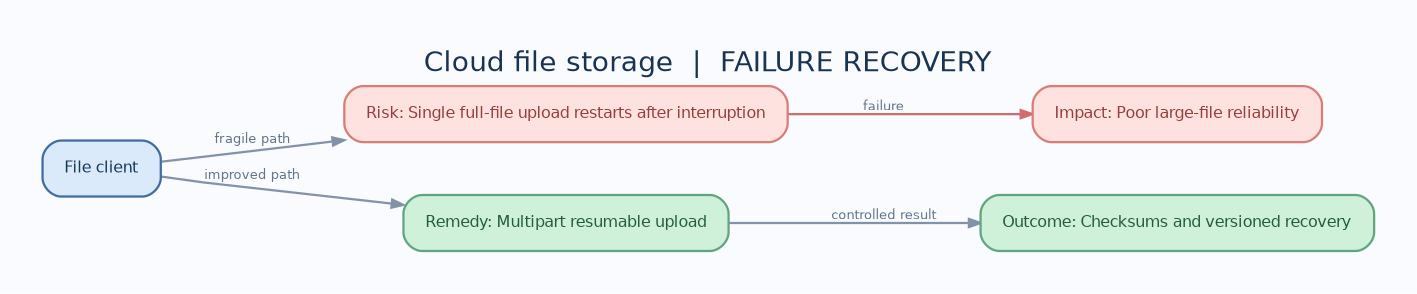 Cloud file storage | FAILURE RECOVERY
Risk: Single full-file upload restarts after interruption
failure
Impact: Poor large-file reliability
fragile path
File client
improved path
Remedy: Multipart resumable upload
controlled result
Outcome: Checksums and versioned recovery